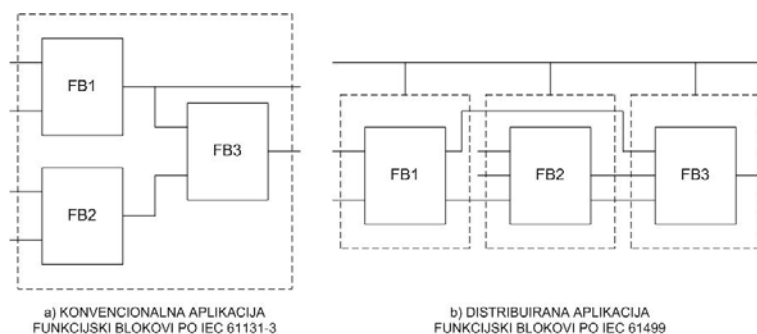 FB1
FB2
FB3
FB1
FB2
FB3
a) KONVENCIONALNA APLIKACIJA
FUNKCIJSKI BLOKOVI PO IEC 61131-3
b) DISTRIBUIRANA APLIKACIJA
FUNKCIJSKI BLOKOVI PO IEC 61499